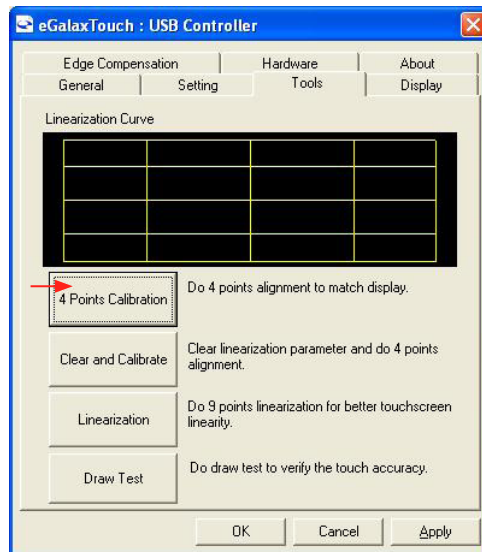 eGalaxTouch : USB Controller
Edge Compensation Hardware About
General Setting Tools Display
Linearization Curve
4 Points Calibration
Do 4 points alignment to match display.
Clear and Calibrate
Clear linearization parameter and do 4 points
alignment.
Linearization
Do 9 points linearization for better touchscreen
linearity.
Draw Test
Do draw test to verify the touch accuracy.
OK Cancel Apply